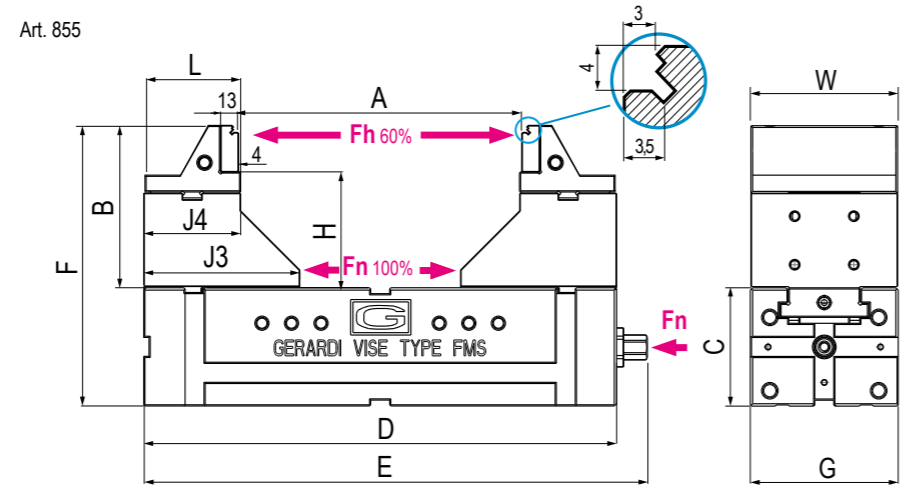 Art. 855
3
4
3,5
L
13
A
W
Fh 60%
4
B
F
J4
H
J3
Fn 100%
G
Fn
C
GERARDI VISE TYPE FMS
D
E
G